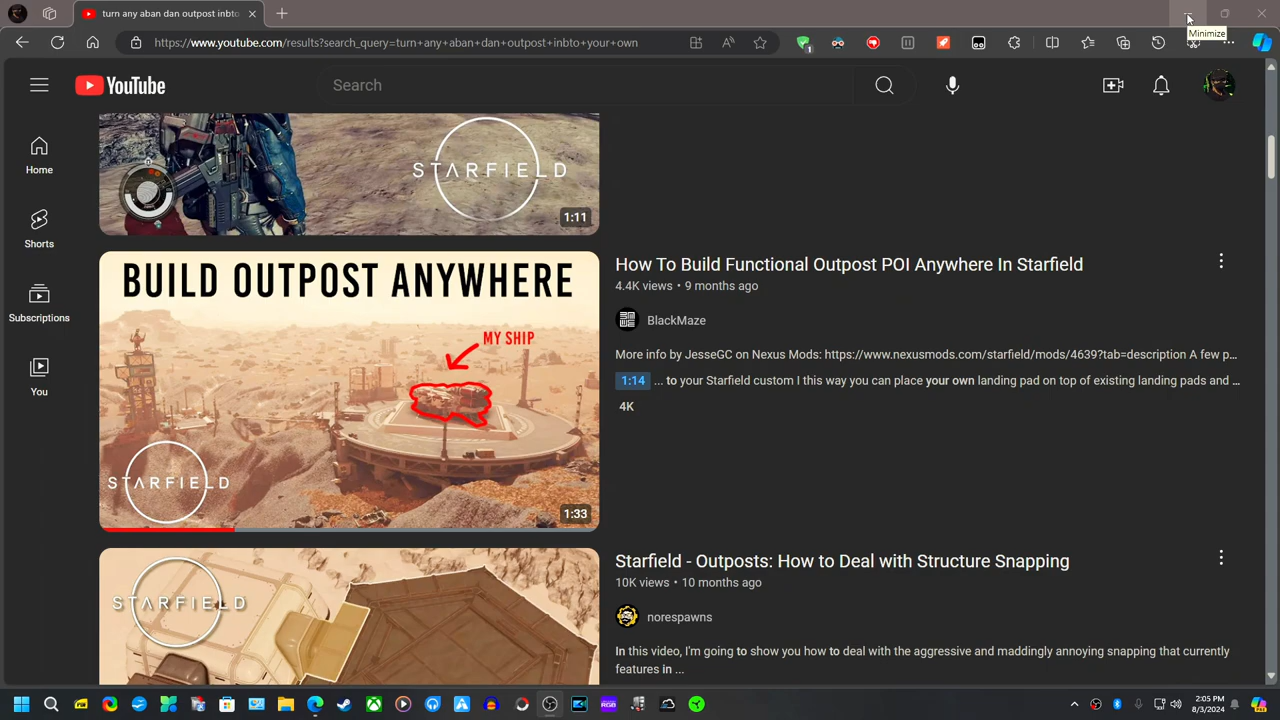 turn any aban dan outpost inbto
Minimize
https://www.youtube.com/results?search_query=turn+any+aban+dan+outpost+inbto+your+own
1
YouTube
Search
Home
Shorts
Subscriptions
You
STARFIELD
1:11
BUILD OUTPOST ANYWHERE
MY SHIP
STARFIELD
1:33
How To Build Functional Outpost POI Anywhere In Starfield
4.4K views • 9 months ago
BlackMaze
More info by JesseGC on Nexus Mods: https://www.nexusmods.com/starfield/mods/4639?tab=description A few p...
1:14 ... to your Starfield custom I this way you can place your own landing pad on top of existing landing pads and ...
4K
STARFIELD
Starfield - Outposts: How to Deal with Structure Snapping
10K views • 10 months ago
norespawns
In this video, I'm going to show you how to deal with the aggressive and maddingly annoying snapping that currently
features in ...
RGB
2:05 PM
8/3/2024